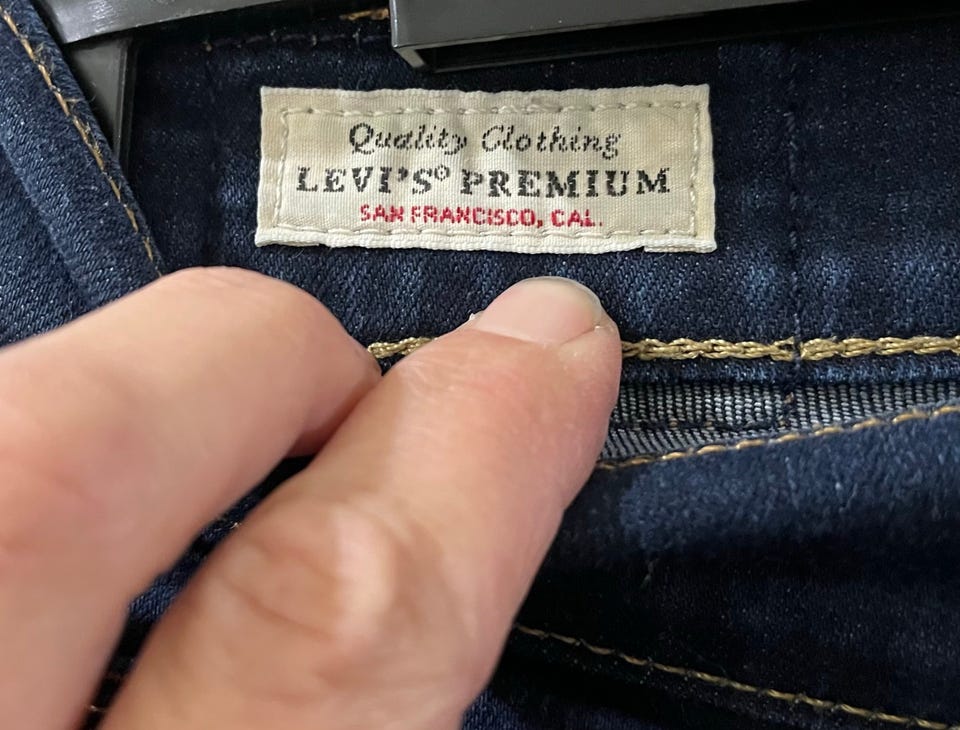 Quality Clothing
LEVI'S® PREMIUM
SAN FRANCISCO, CAL.